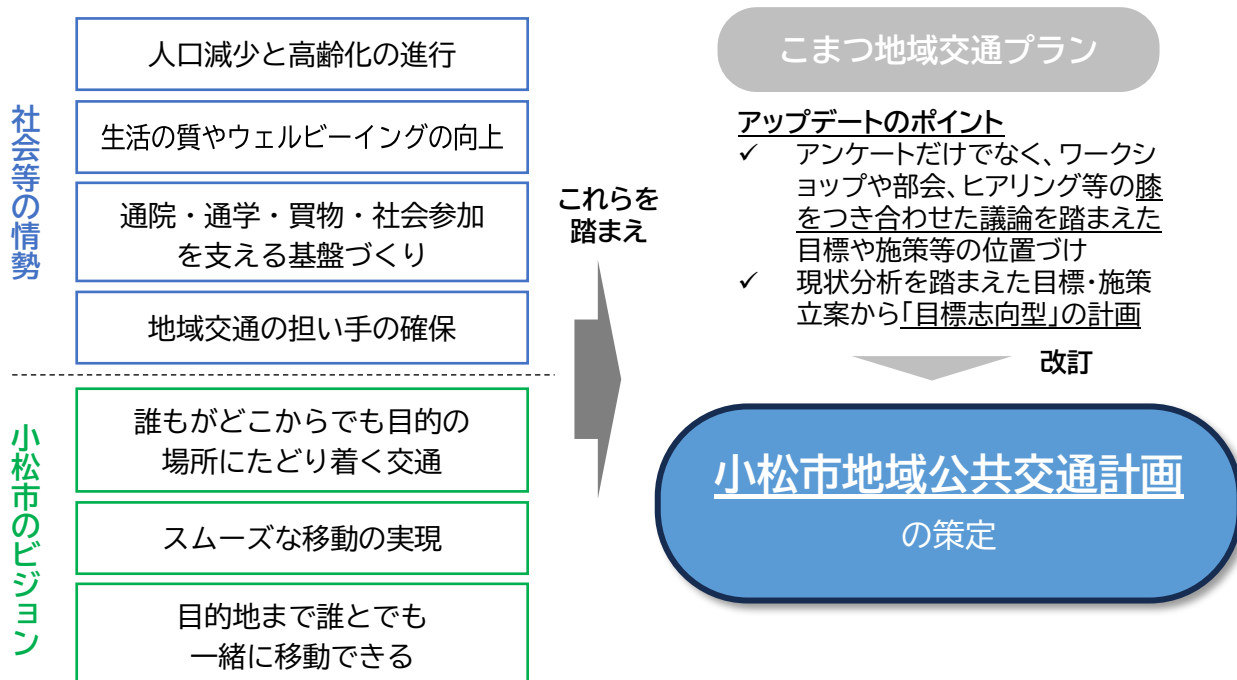 社会等の情勢
人口減少と高齢化の進行
生活の質やウェルビーイングの向上
通院・通学・買物・社会参加
を支える基盤づくり
地域交通の担い手の確保
小松市のビジョン
誰もがどこからでも目的の
場所にたどり着く交通
スムーズな移動の実現
目的地まで誰とでも
一緒に移動できる
これらを
踏まえ
こまつ地域交通プラン
アップデートのポイント
✓ アンケートだけでなく、ワークシ
ョップや部会、ヒアリング等の膝
をつき合わせた議論を踏まえた
目標や施策等の位置づけ
✓ 現状分析を踏まえた目標・施策
立案から「目標志向型」の計画
改訂
小松市地域公共交通計画
の策定